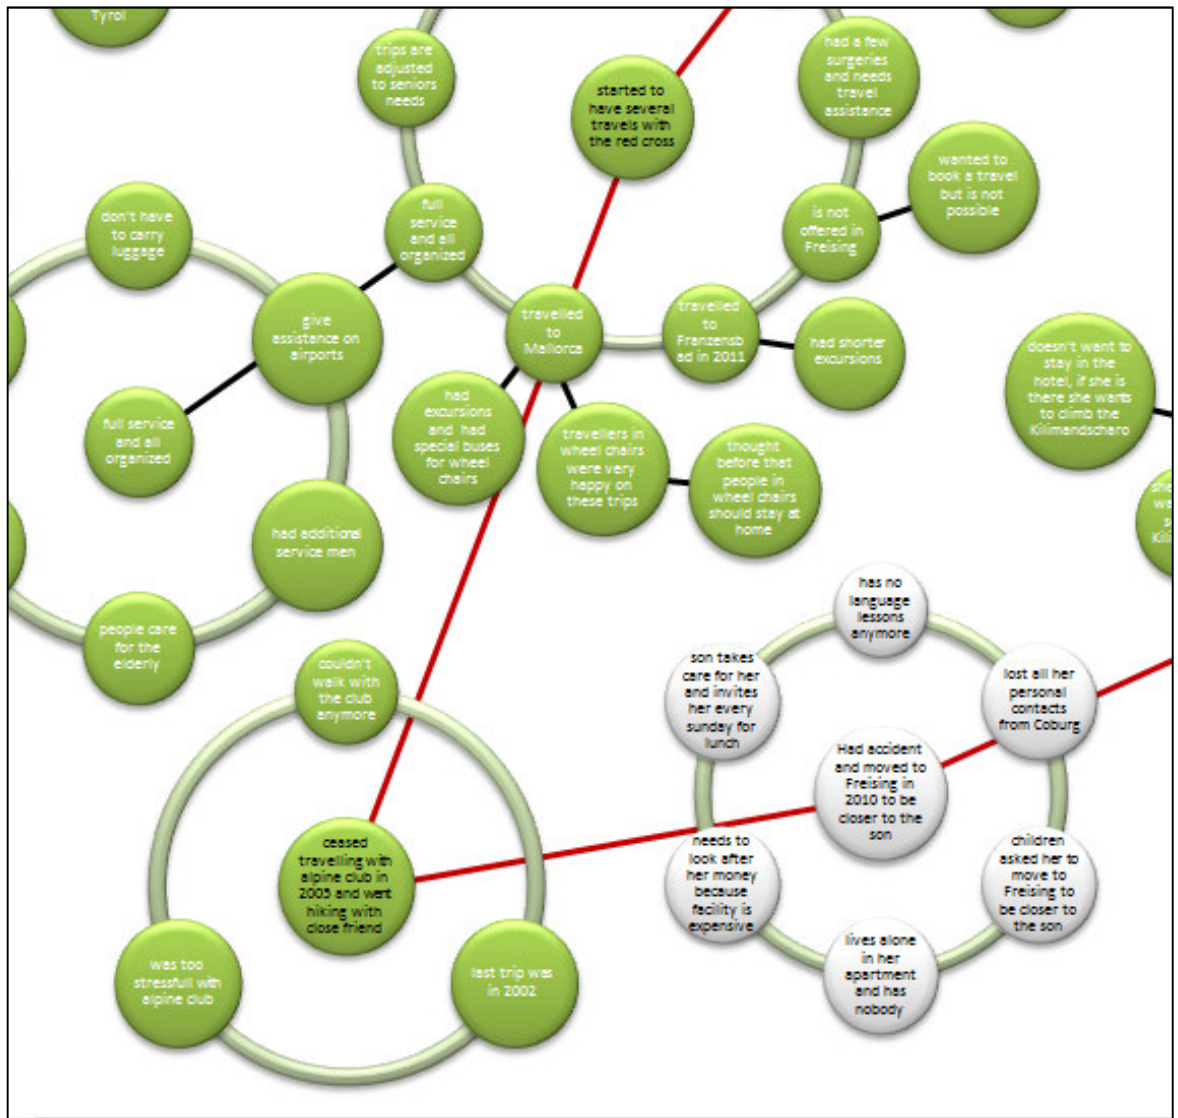 Tyrol
trips are
adjusted
to seniors
needs
started to
have several
travels with
the red cross
had a few
surgeries
and needs
travel
assistance
wanted to
book a travel
but is not
possible
don't have
to carry
luggage
full
service
and all
organized
is not
offered in
Freising
give
assistance on
airports
travelled
to
Mallorca
travelled
to
Franzensb
ad in 2011
had shorter
excursions
doesn't want to
stay in the
hotel, if she is
there she wants
to climb the
Kilimandscharo
full service
and all
organized
had
excursions
and had
special buses
for wheel
chairs
travellers in
wheel chairs
were very
happy on
these trips
thought
before that
people in
wheel chairs
should stay at
home
she
wa
s
Kili
had additional
service men
people care
for the
elderly
couldn't
walk with
the club
anymore
has no
language
lessons
anymore
son takes
care for her
and invites
her every
sunday for
lunch
lost all her
personal
contacts
from Coburg
Had accident
and moved to
Freising in
2010 to be
closer to the
son
ceased
travelling with
alpine club in
2005 and went
hiking with
close friend
needs to
look after
her money
because
facility is
expensive
children
asked her to
move to
Freising to
be closer to
the son
was too
stressfull with
alpine club
last trip was
in 2002
lives alone
in her
apartment
and has
nobody